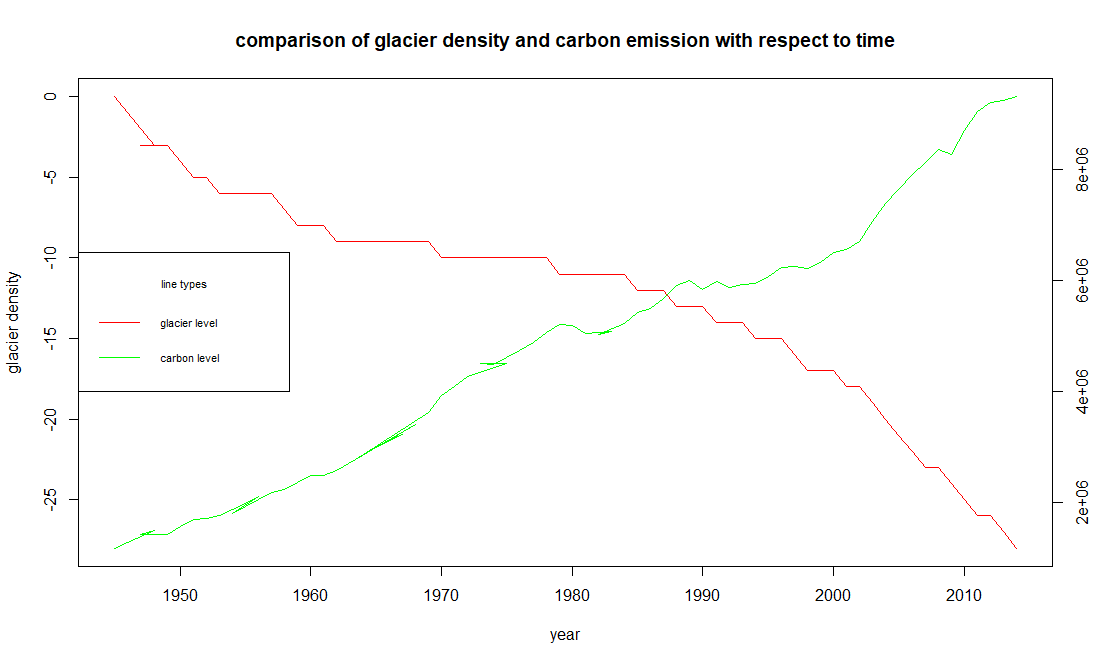 comparison of glacier density and carbon emission with respect to time
glacier density
0
-5
-10
-15
-20
-25
line types
glacier level
carbon level
8e+06
6e+06
4e+06
2e+06
1950 1960 1970 1980 1990 2000 2010
year